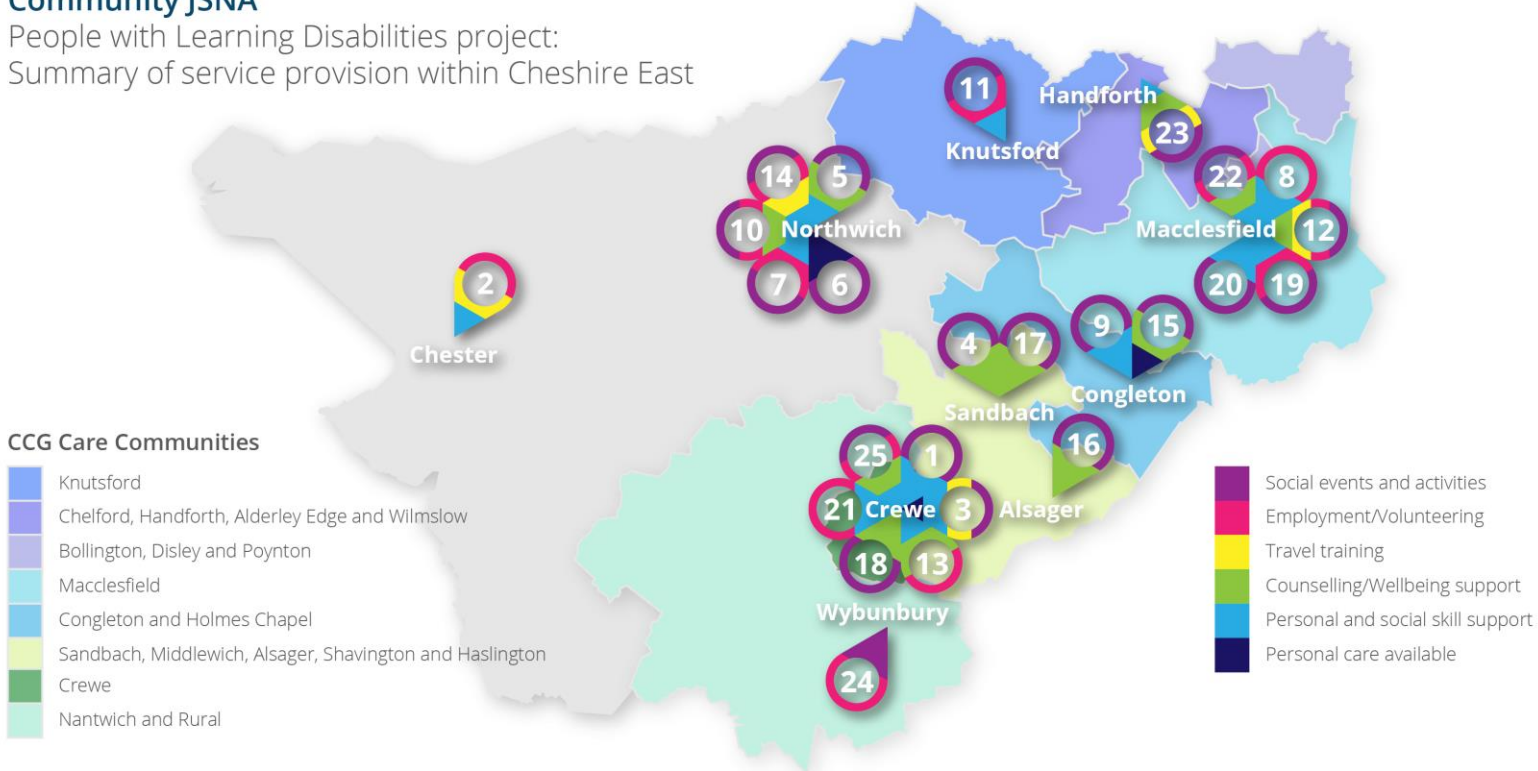 Community JSNA
People with Learning Disabilities project:
Summary of service provision within Cheshire East
11
Handforth
23
Knutsford
14
5
22
8
10
Northwich
Macclesfield
12
2
7
6
20
19
Chester
4
17
9
15
Sandbach
Congleton
16
25
1
21
Crewe
3
Alsager
18
13
Wybunbury
24
CCG Care Communities
Knutsford
Chelford, Handforth, Alderley Edge and Wilmslow
Bollington, Disley and Poynton
Macclesfield
Congleton and Holmes Chapel
Sandbach, Middlewich, Alsager, Shavington and Haslington
Crewe
Nantwich and Rural
Social events and activities
Employment/Volunteering
Travel training
Counselling/Wellbeing support
Personal and social skill support
Personal care available